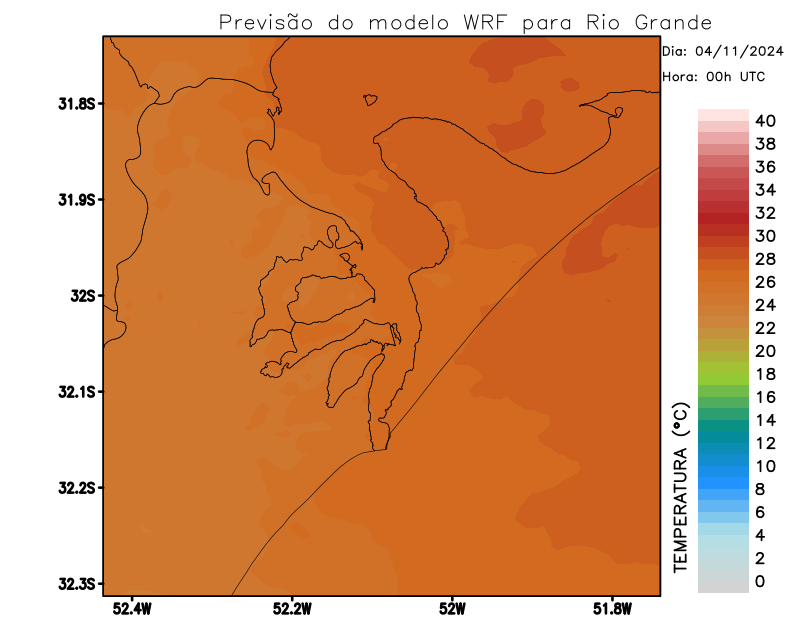 Previsão do modelo WRF para Rio Grande
Dia: 04/11/2024
Hora: 00h UTC
31.8S
31.9S
32S
32.1S
32.2S
32.3S
52.4W
52.2W
52W
51.8W
TEMPERATURA (°C)
40
38
36
34
32
30
28
26
24
22
20
18
16
14
12
10
8
6
4
2
0